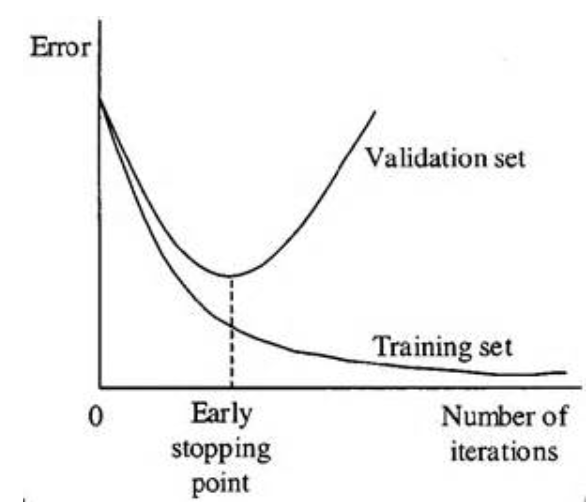 Error
Validation set
Training set
0
Early
stopping
point
Number of
iterations